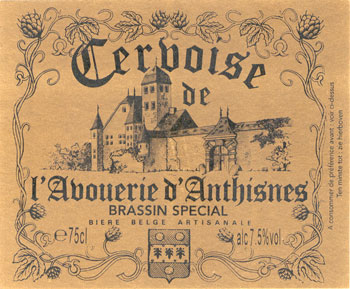 Cervoise
de
l'Avouerie d'Anthisnes
BRASSIN SPECIAL
BIERE BELGE ARTISANALE
e 75cl
alc 7.5%vol
A consommer de préférence avant : voir ci-dessus
Ten minste tot : zie hierboven